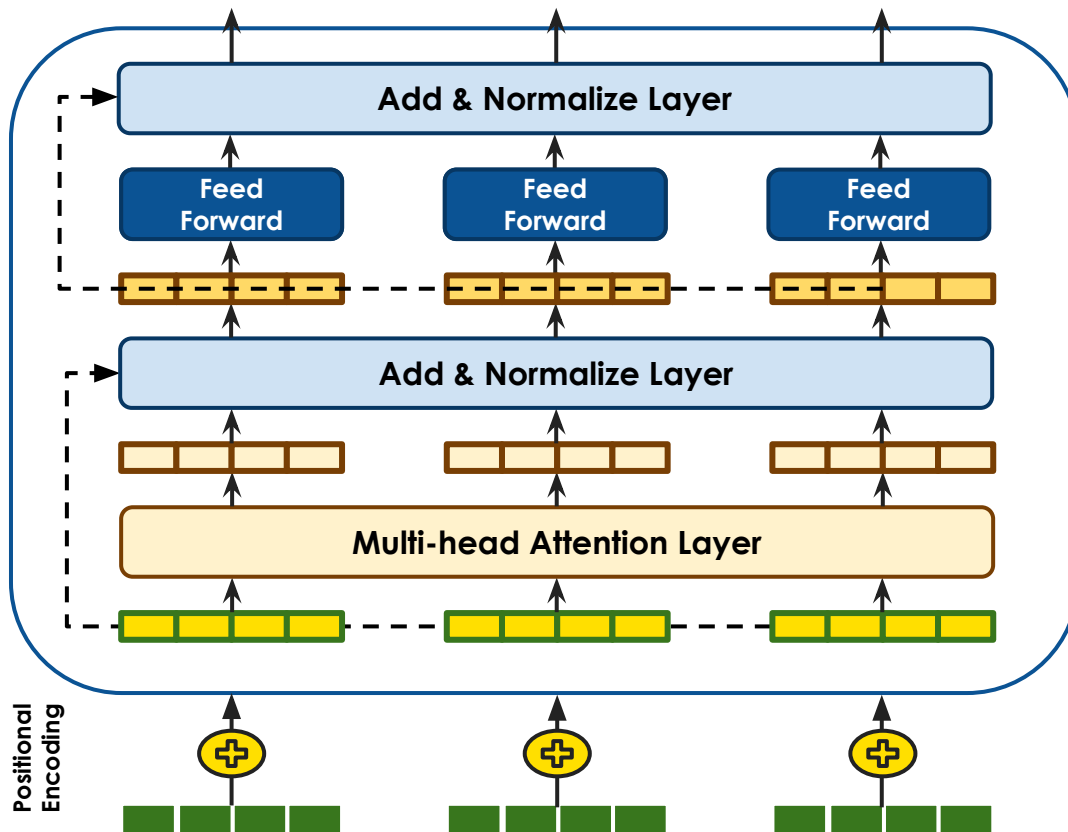 Add & Normalize Layer
Feed
Forward
Feed
Forward
Feed
Forward
Add & Normalize Layer
Multi-head Attention Layer
Positional
Encoding